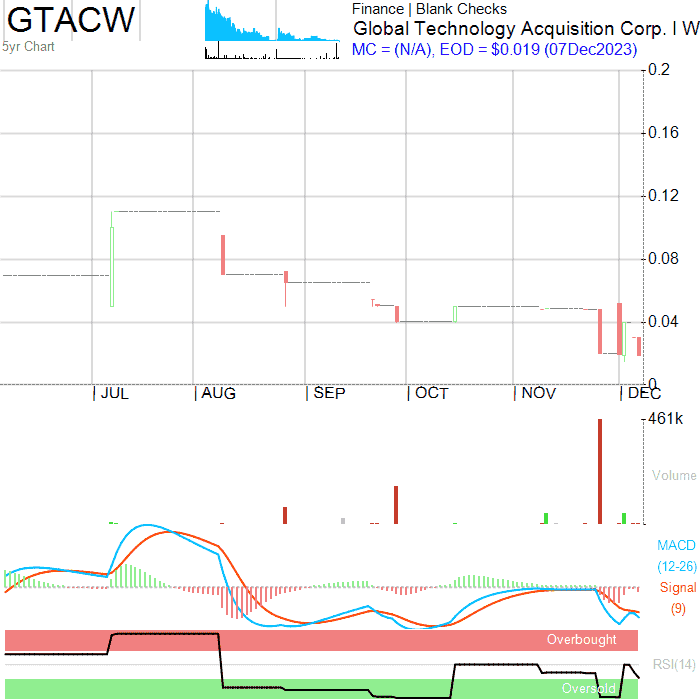 GTACW
5yr Chart
Finance | Blank Checks
Global Technology Acquisition Corp. I W
MC = (N/A), EOD = $0.019 (07Dec2023)
0.2
0.16
0.12
0.08
0.04
0
JUL AUG SEP OCT NOV DEC
461k
Volume
MACD
(12-26)
Signal
(9)
Overbought
RSI(14)
Oversold